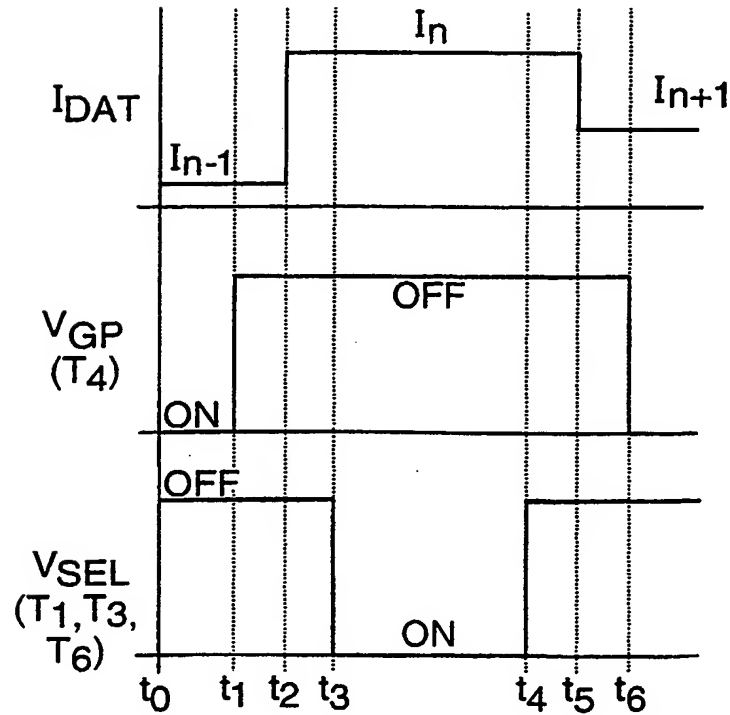 In
IDAT
In+1
In-1
OFF
VGP
(T4)
ON
OFF
VSEL
(T1,T3,
T6)
ON
t0 t1 t2 t3 t4 t5 t6